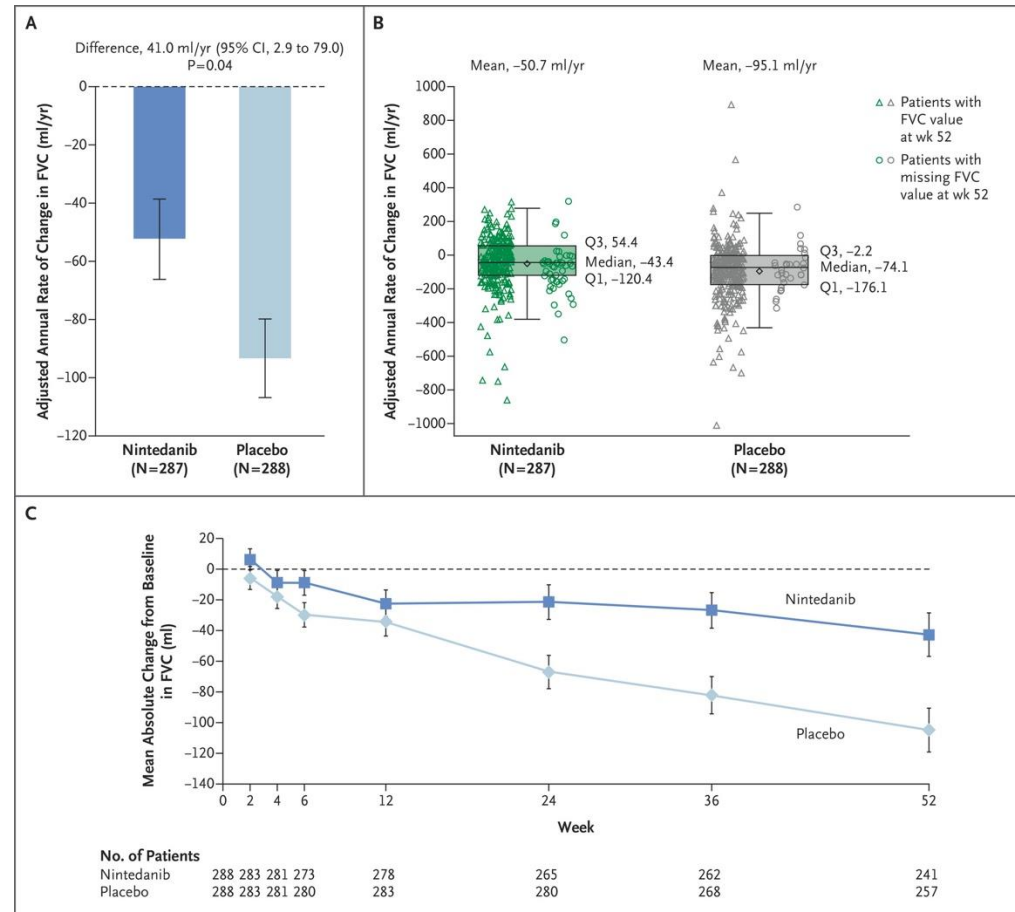 A
Difference, 41.0 ml/yr (95% CI, 2.9 to 79.0)
P=0.04
Adjusted Annual Rate of Change in FVC (ml/yr)
0
−20
−40
−60
−80
−100
−120
Nintedanib
(N=287)
Placebo
(N=288)
B
Mean, −50.7 ml/yr
Mean, −95.1 ml/yr
Adjusted Annual Rate of Change in FVC (ml/yr)
1000
800
600
400
200
0
−200
−400
−600
−800
−1000
Patients with
FVC value
at wk 52
Patients with
missing FVC
value at wk 52
Q3, 54.4
Median, −43.4
Q1, −120.4
Q3, −2.2
Median, −74.1
Q1, −176.1
Nintedanib
(N=287)
Placebo
(N=288)
C
Mean Absolute Change from Baseline
in FVC (ml)
20
0
−20
−40
−60
−80
−100
−120
−140
Nintedanib
Placebo
0 2 4 6 12 24 36 52
Week
No. of Patients
Nintedanib 288 283 281 273 278 265 262 241
Placebo 288 283 281 280 283 280 268 257